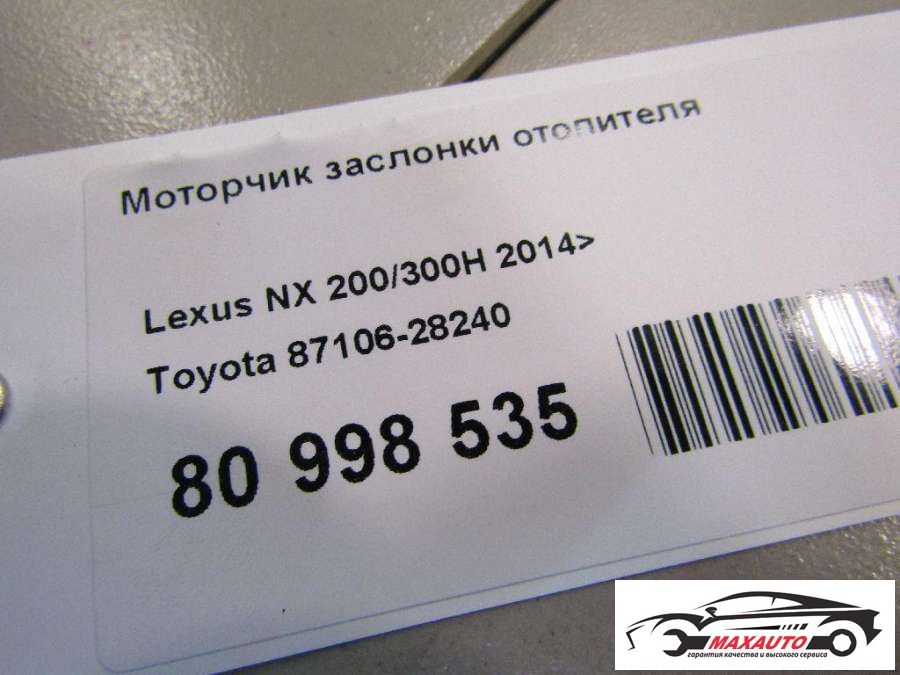 Моторчик заслонки отопителя
Lexus NX 200/300H 2014>
Toyota 87106-28240
80 998 535
MAXAUTO
гарантия качества и высокого сервиса